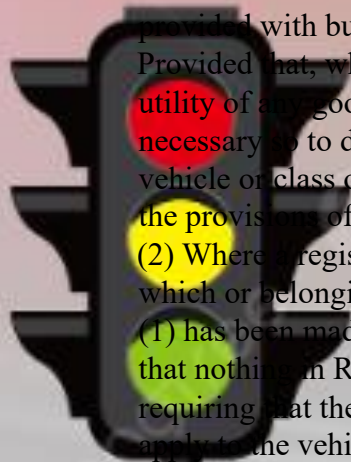 provided with bu
Provided that, wh
utility of any goo
necessary so to d
vehicle or class o
the provisions of
(2) Where a regis
which or belongi
(1) has been mad
that nothing in R
requiring that the
apply to the vehi